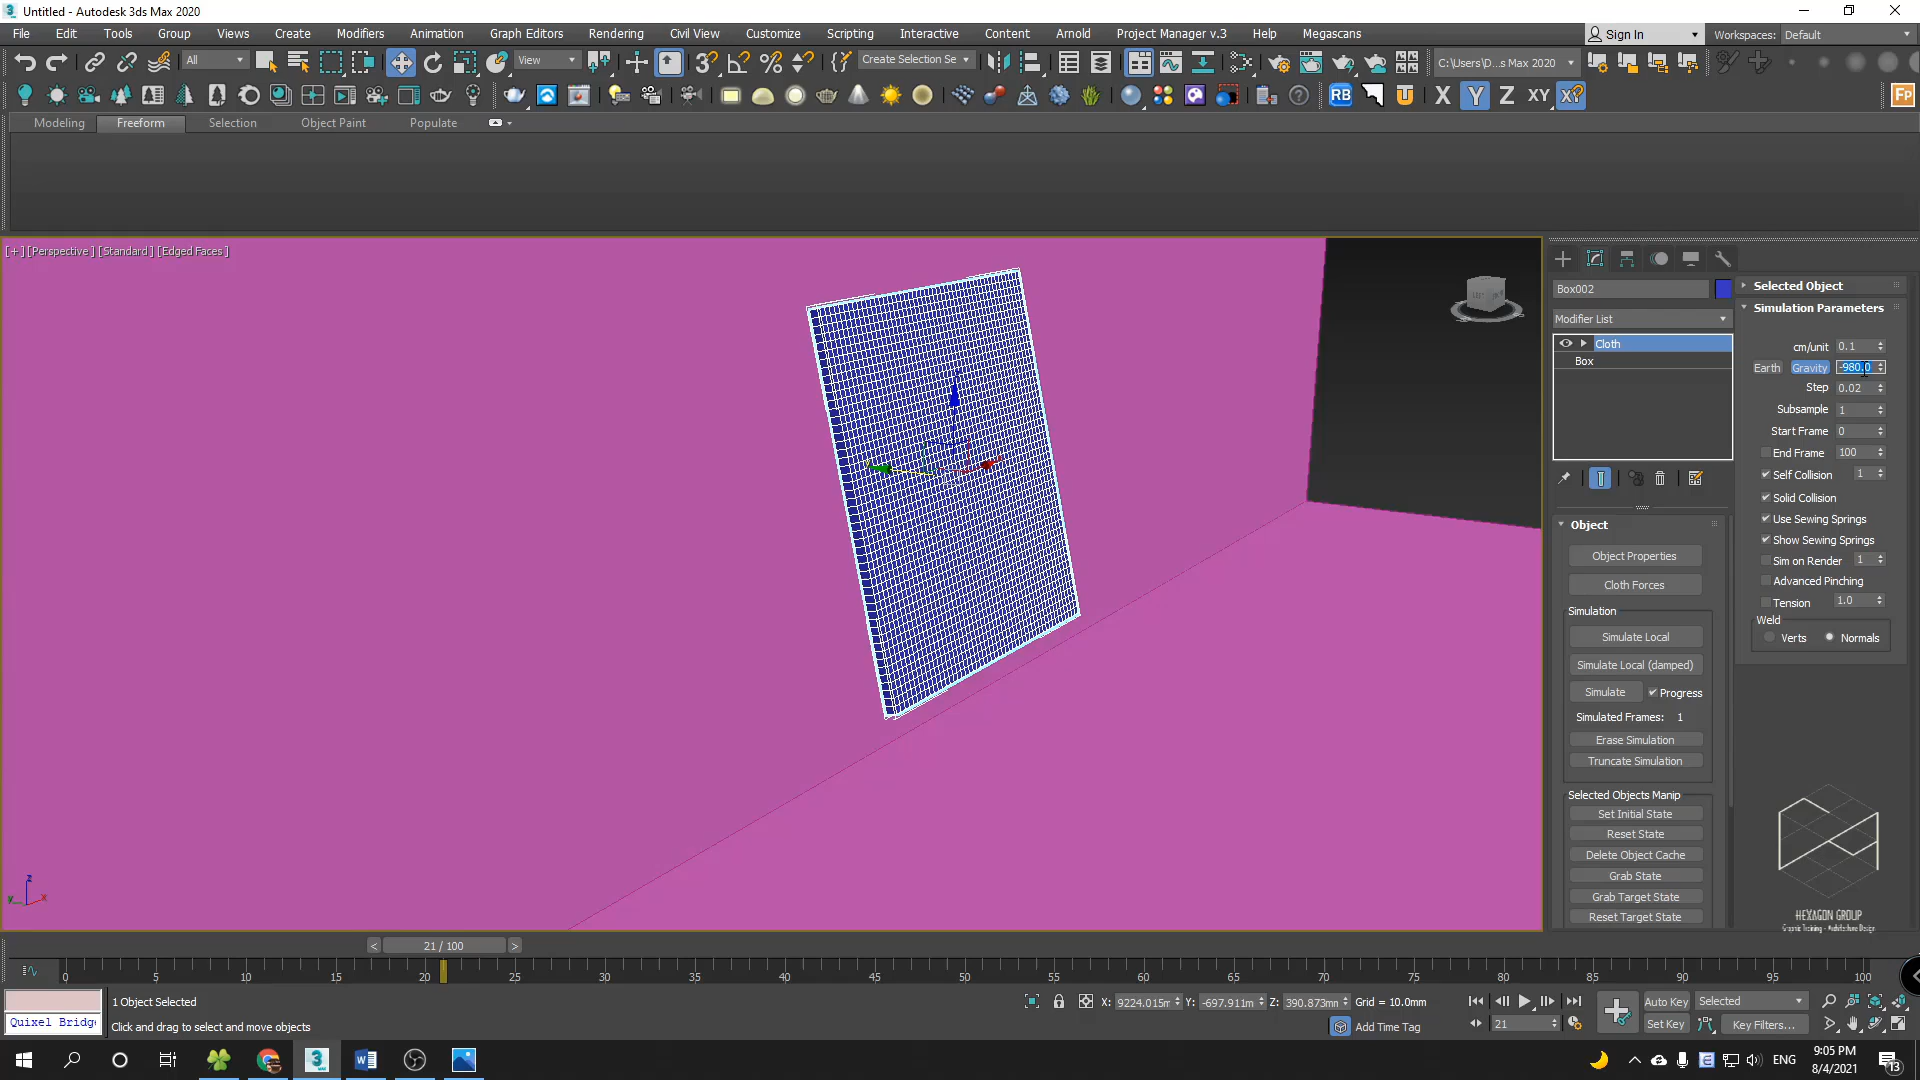 Untitled - Autodesk 3ds Max 2020
File Edit Tools Group Views Create Modifiers Animation Graph Editors Rendering Civil View Customize Scripting Interactive Content Arnold Project Manager v.3 Help Megascans Sign In Workspaces: Default
All View Create Selection Se C:\Users\D...s Max 2020
RB X Y Z XY Fp
Modeling Freeform Selection Object Paint Populate
[+] [Perspective] [Standard] [Edged Faces]
Box002
Modifier List
Cloth
Box
Object
Object Properties
Cloth Forces
Simulation
Simulate Local
Simulate Local (damped)
Simulate Progress
Simulated Frames: 1
Erase Simulation
Truncate Simulation
Selected Objects Manip
Set Initial State
Reset State
Delete Object Cache
Grab State
Grab Target State
Reset Target State
Selected Object
Simulation Parameters
cm/unit 0.1
Earth Gravity -980.0
Step 0.02
Subsample 1
Start Frame 0
End Frame 100
Self Collision 1
Solid Collision
Use Sewing Springs
Show Sewing Springs
Sim on Render 1
Advanced Pinching
Tension 1.0
Weld
Verts Normals
HEXAGON GROUP
Graphic Training - Architecture Design
z
y x
< 21 / 100 >
0 5 10 15 20 25 30 35 40 45 50 55 60 65 70 75 80 85 90 95 100
1 Object Selected
X: 9224.015m Y: -697.911mm Z: 390.873mm Grid = 10.0mm
Auto Key Selected
Quixel Bridg
Click and drag to select and move objects
Add Time Tag
21
Set Key Key Filters...
ENG
9:05 PM
8/4/2021
13